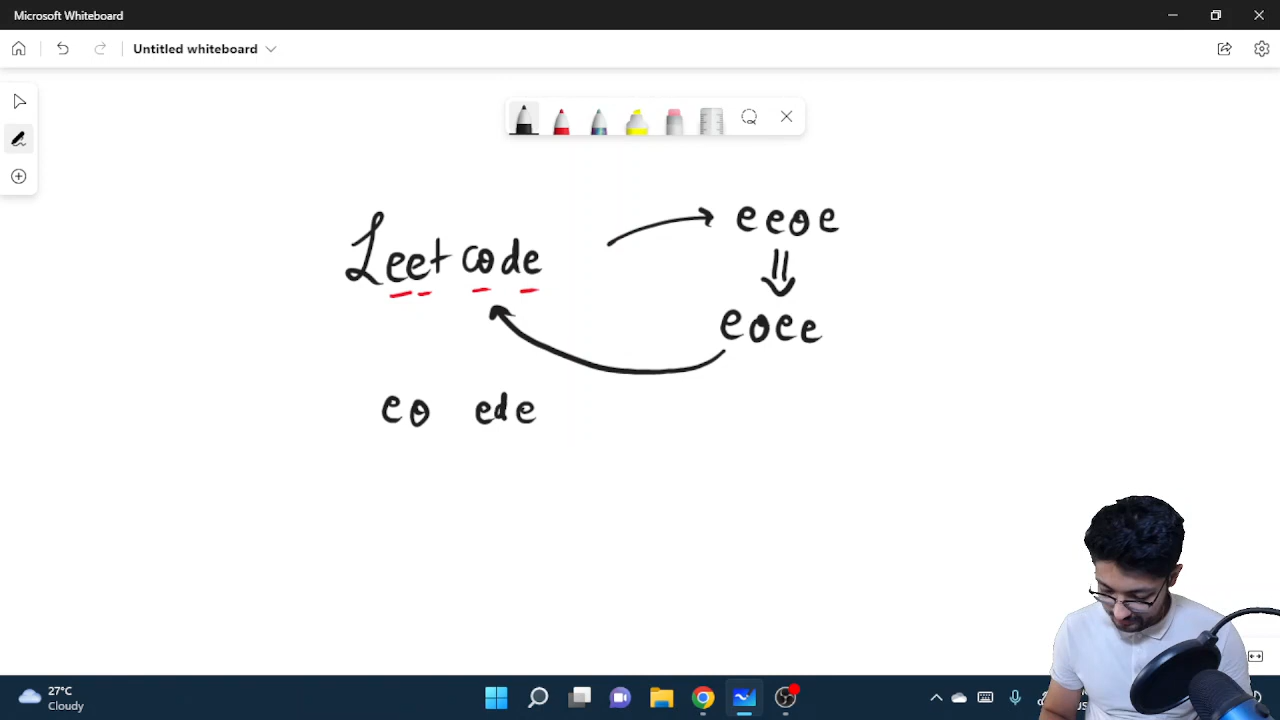 Microsoft Whiteboard
Untitled whiteboard
Leetcode
eeoe
eoee
eo ede
27°C
Cloudy